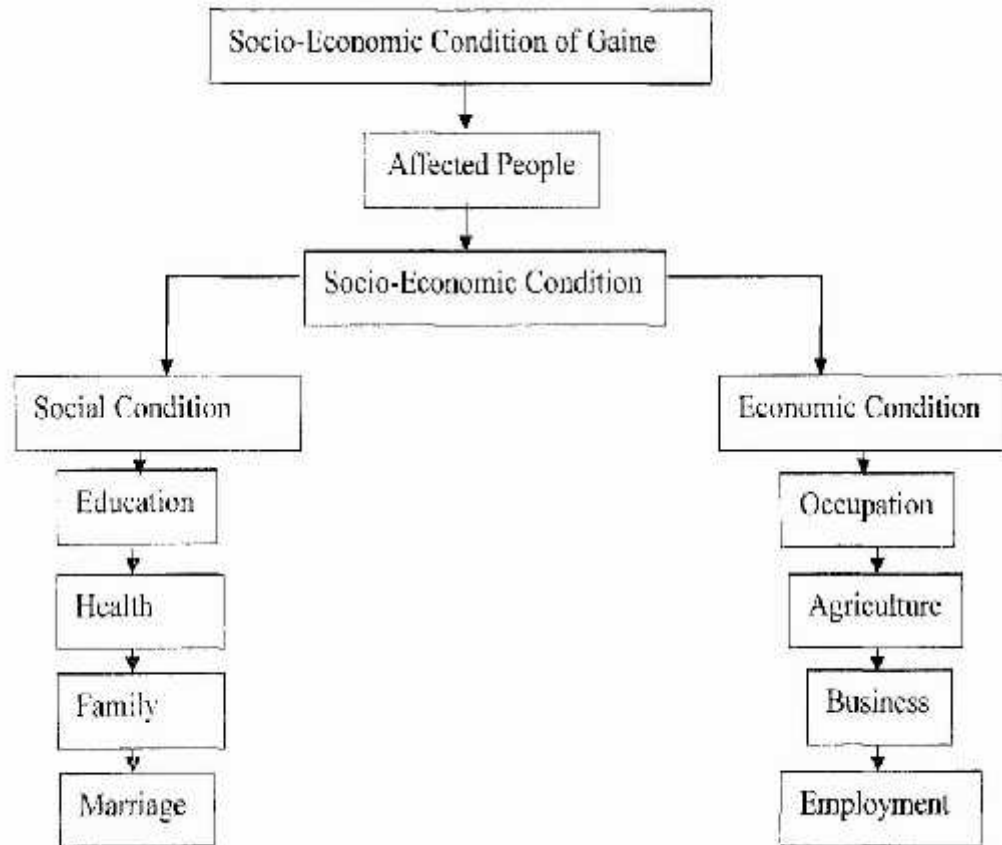 Socio-Economic Condition of Gaine
Affected People
Socio-Economic Condition
Social Condition
Economic Condition
Education
Occupation
Health
Agriculture
Family
Business
Marriage
Employment